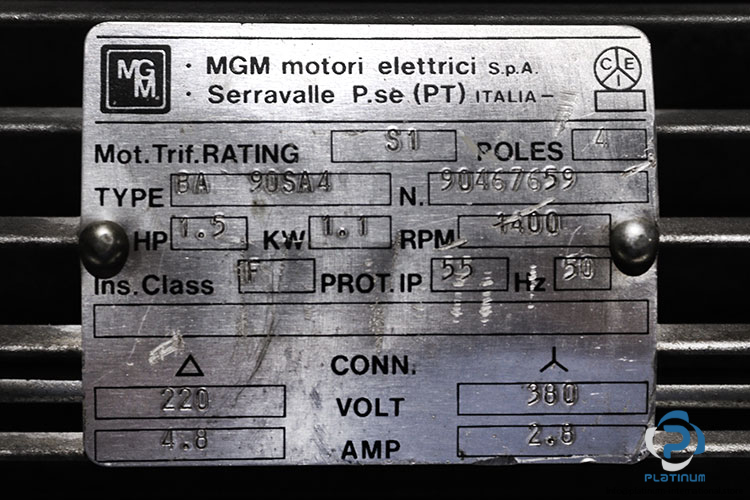 MGM
· MGM motori elettrici S.p.A.
· Serravalle P.se (PT) ITALIA –
CEI
Mot.Trif.RATING S1 POLES 4
TYPE BA 90SA4 N. 90467659
HP 1.5 KW 1.1 RPM 1400
Ins.Class F PROT.IP 55 Hz 50
△ CONN. 人
220 VOLT 380
4.8 AMP 2.8
PLATINUM